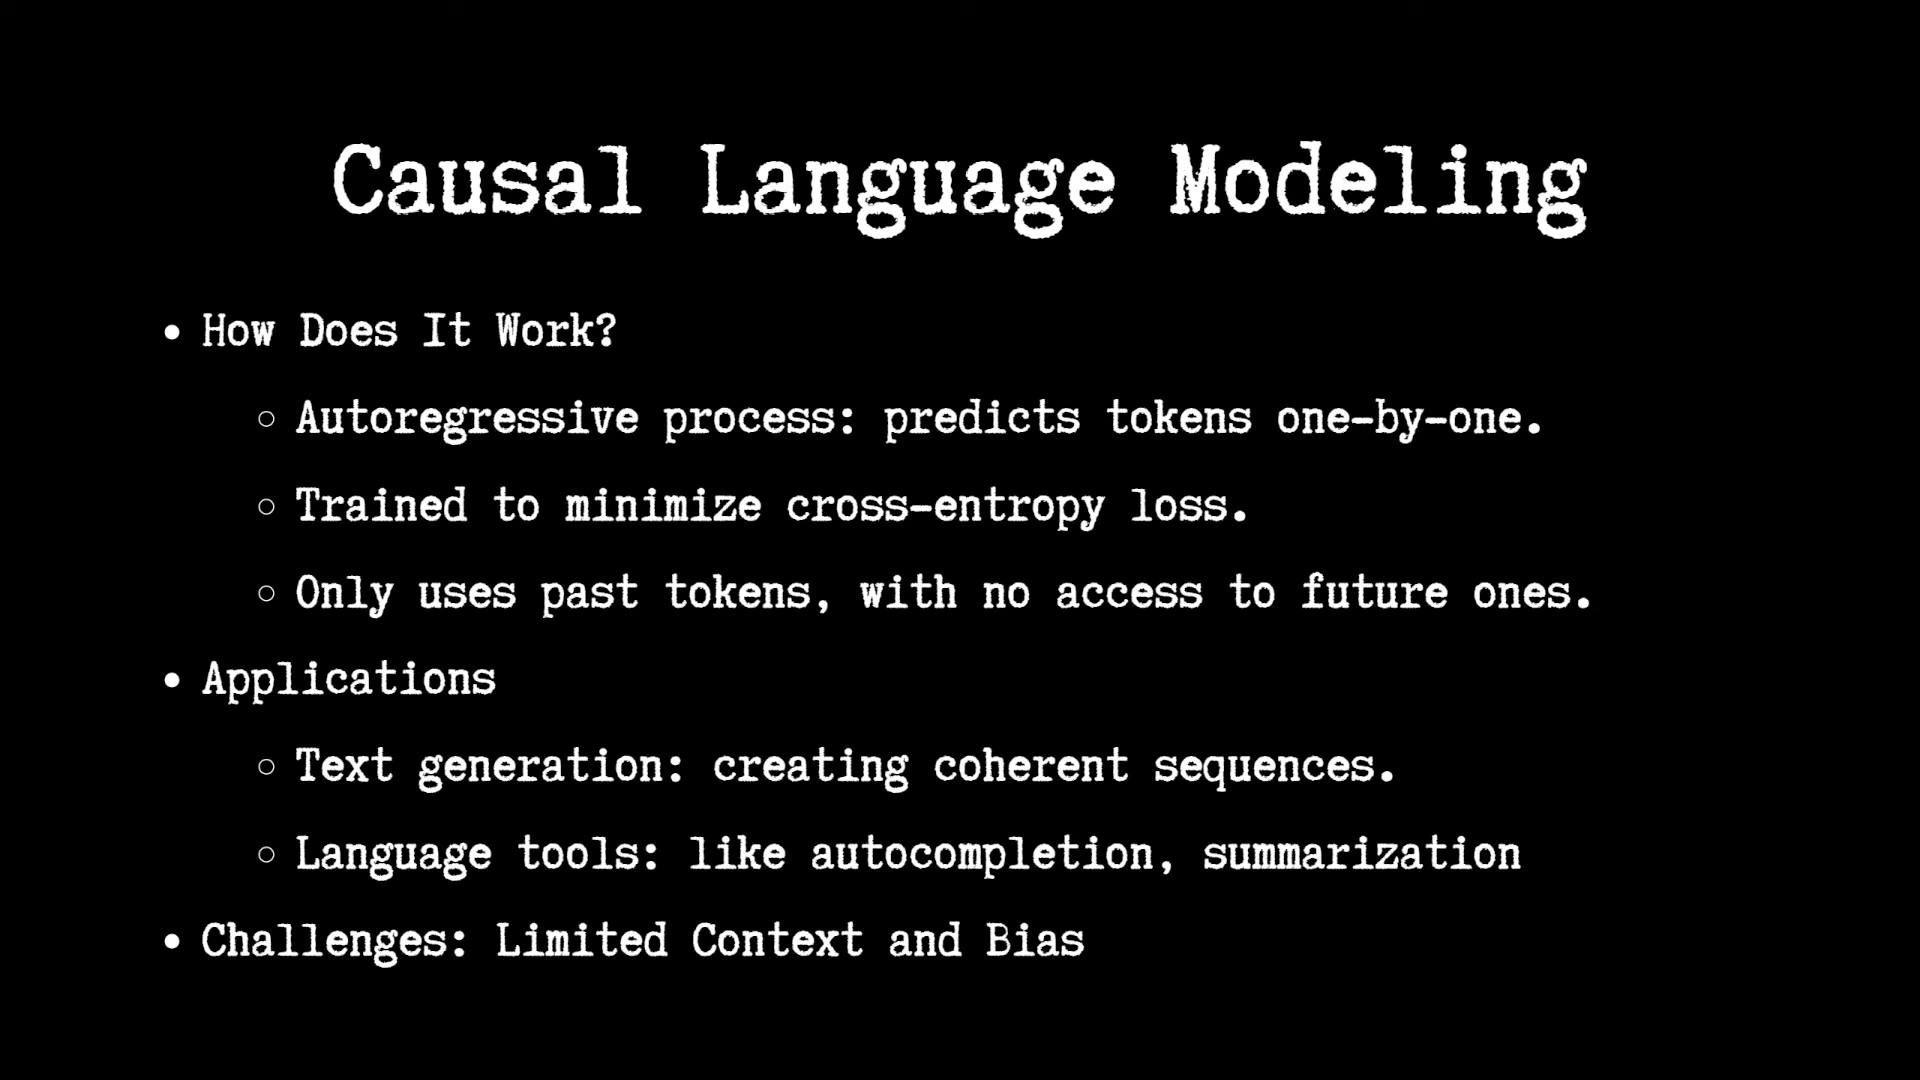 Causal Language Modeling
• How Does It Work?
○ Autoregressive process: predicts tokens one-by-one.
○ Trained to minimize cross-entropy loss.
○ Only uses past tokens, with no access to future ones.
• Applications
○ Text generation: creating coherent sequences.
○ Language tools: like autocompletion, summarization
• Challenges: Limited Context and Bias